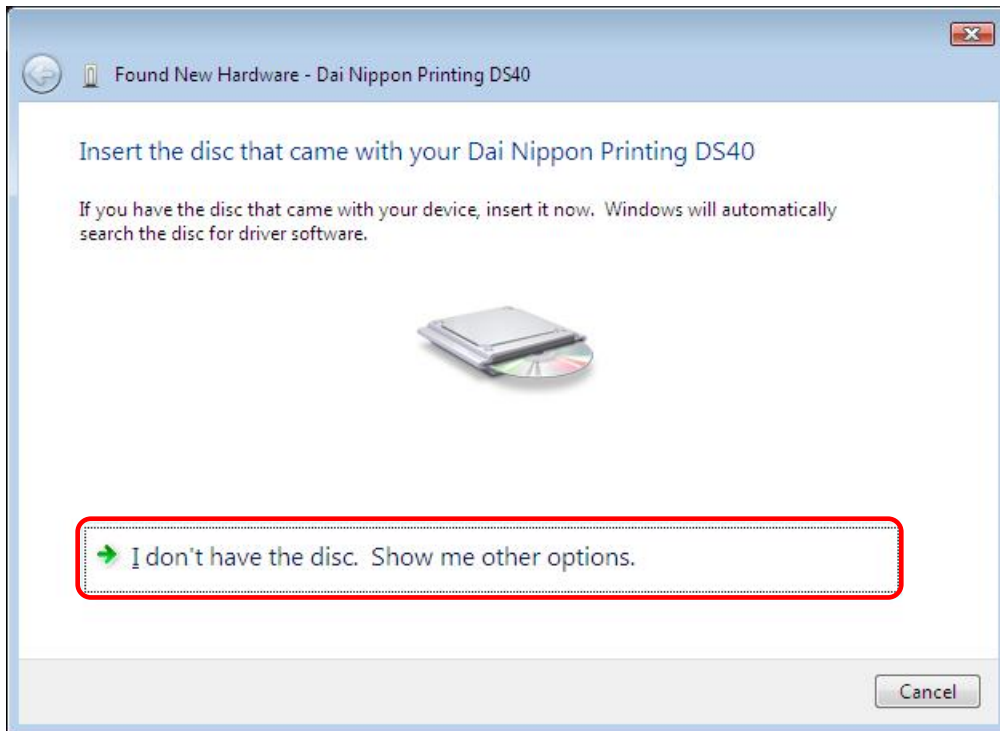 Found New Hardware - Dai Nippon Printing DS40
Insert the disc that came with your Dai Nippon Printing DS40
If you have the disc that came with your device, insert it now.  Windows will automatically
search the disc for driver software.
I don't have the disc.  Show me other options.
Cancel